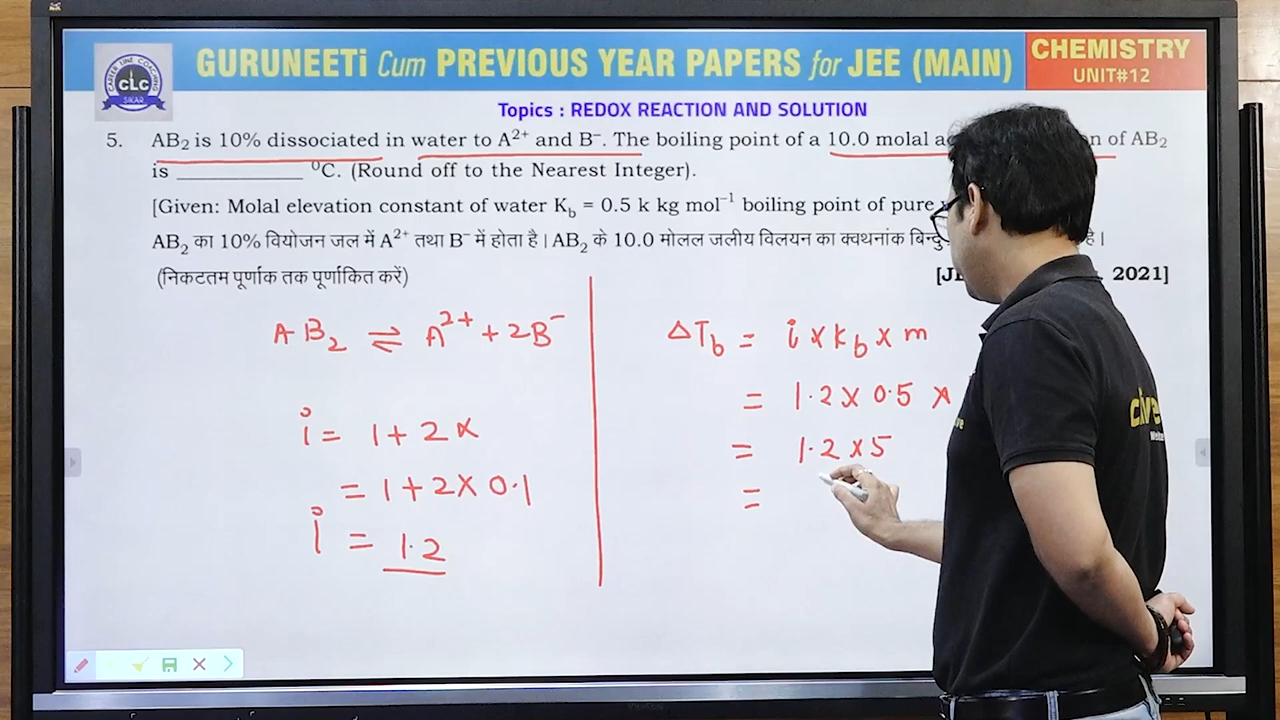 GURUNEETi Cum PREVIOUS YEAR PAPERS for JEE (MAIN)
CHEMISTRY
UNIT#12
CLC
SIKAR
Topics : REDOX REACTION AND SOLUTION
5. AB₂ is 10% dissociated in water to A²⁺ and B⁻. The boiling point of a 10.0 molal of AB₂
is ____________ ⁰C. (Round off to the Nearest Integer).
[Given: Molal elevation constant of water K_b = 0.5 k kg mol⁻¹ boiling point of pure
AB₂ का 10% वियोजन जल में A²⁺ तथा B⁻ में होता है। AB₂ के 10.0 मोलल जलीय विलयन का क्वथनांक है।
(निकटतम पूर्णाक तक पूर्णाकित करें)
2021]
AB₂ ⇌ A²⁺ + 2B⁻
i = 1 + 2α
= 1 + 2 × 0.1
i = 1.2
ΔT_b = i × K_b × m
= 1.2 × 0.5 ×
= 1.2 × 5
=